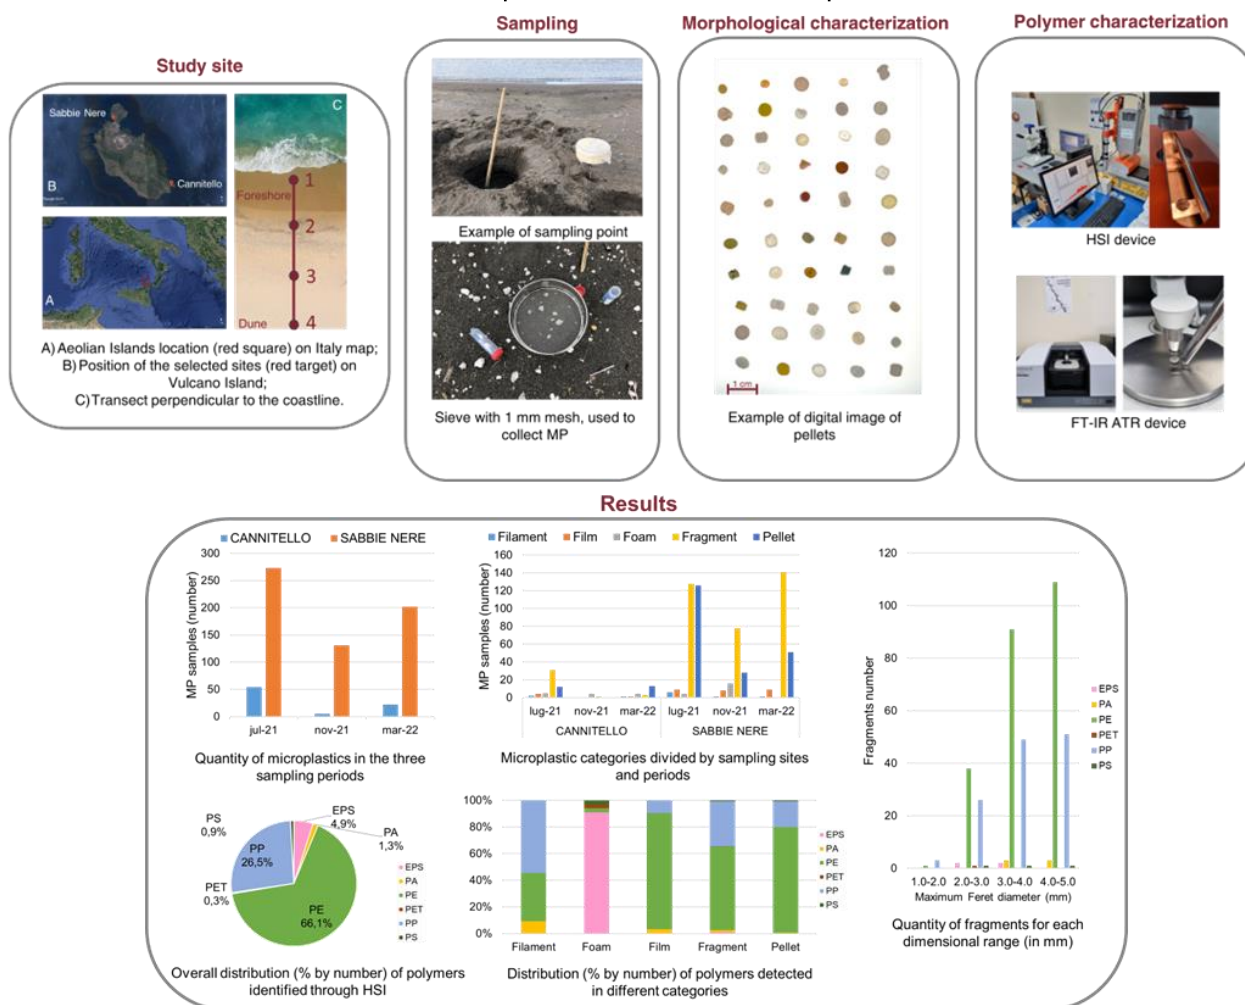 Study site
Sabbie Nere
B
Cannitello
A
C
1
Foreshore
2
3
Dune
4
A) Aeolian Islands location (red square) on Italy map;
B) Position of the selected sites (red target) on
Vulcano Island;
C) Transect perpendicular to the coastline.
Sampling
Example of sampling point
Sieve with 1 mm mesh, used to
collect MP
Morphological characterization
1 cm
Example of digital image of
pellets
Polymer characterization
HSI device
FT-IR ATR device
Results
CANNITELLO SABBIE NERE
MP samples (number)
300
250
200
150
100
50
0
jul-21 nov-21 mar-22
Quantity of microplastics in the three
sampling periods
Filament Film Foam Fragment Pellet
MP samples (number)
160
140
120
100
80
60
40
20
0
lug-21 nov-21 mar-22 lug-21 nov-21 mar-22
CANNITELLO SABBIE NERE
Microplastic categories divided by sampling sites
and periods
Fragments number
120
100
80
60
40
20
0
1.0-2.0 2.0-3.0 3.0-4.0 4.0-5.0
Maximum Feret diameter (mm)
EPS
PA
PE
PET
PP
PS
Quantity of fragments for each
dimensional range (in mm)
PS
0,9%
EPS
4,9%
PA
1,3%
PP
26,5%
PET
0,3%
PE
66,1%
EPS
PA
PE
PET
PP
PS
Overall distribution (% by number) of polymers
identified through HSI
100%
80%
60%
40%
20%
0%
Filament Foam Film Fragment Pellet
EPS
PA
PE
PET
PP
PS
Distribution (% by number) of polymers detected
in different categories